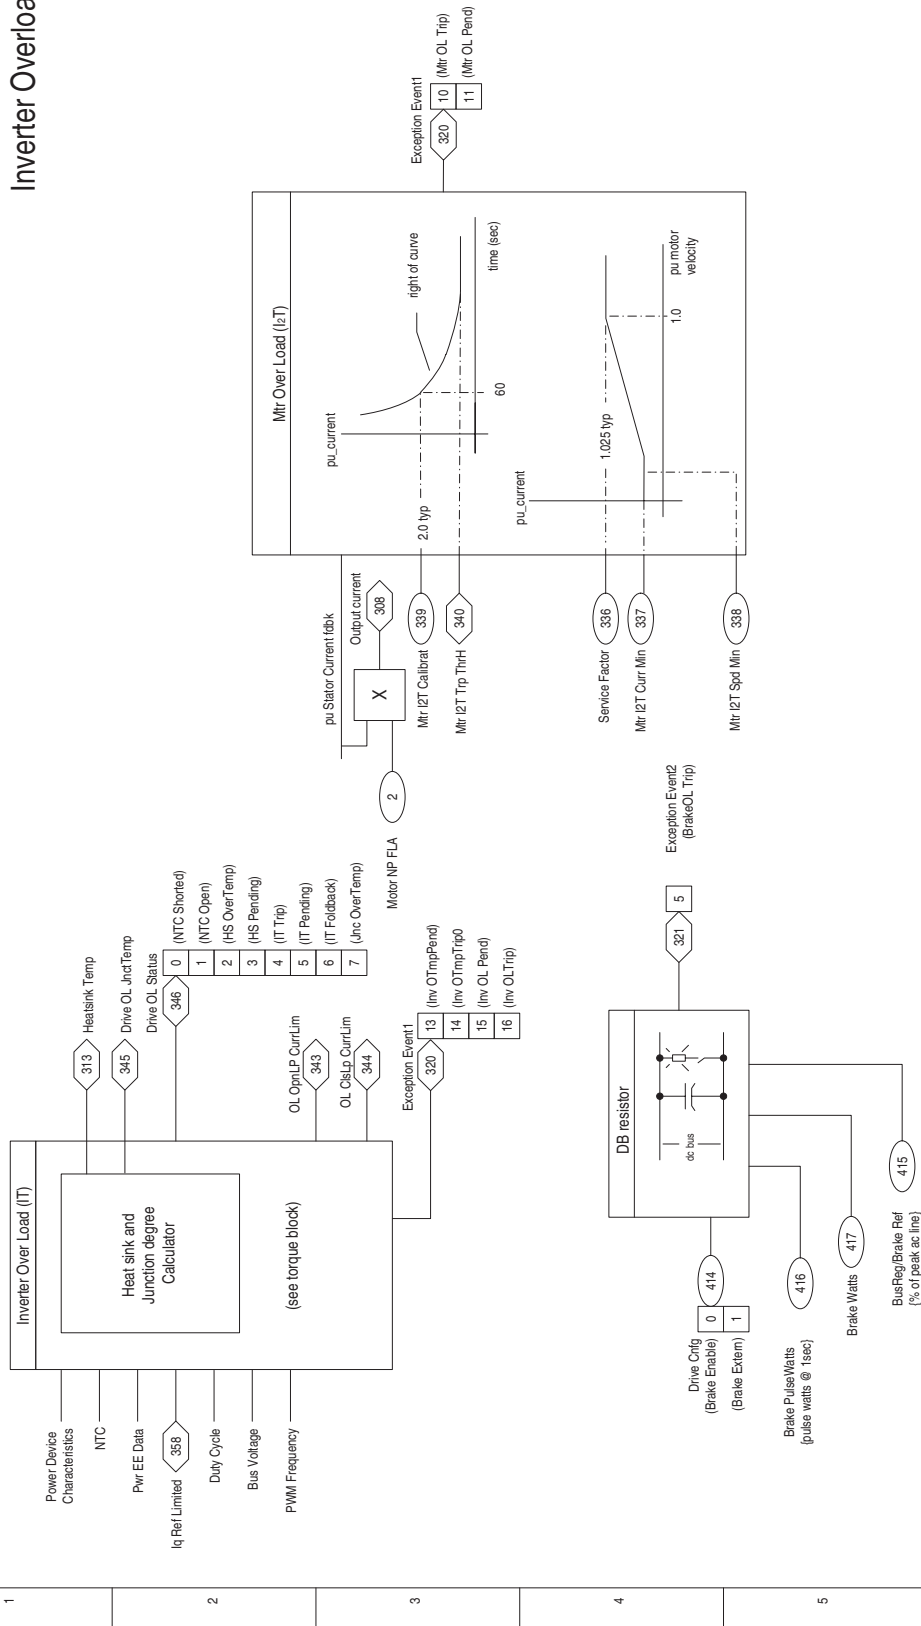 Inverter Overloa
Inverter Over Load (IT)
Heat sink and
Junction degree
Calculator
(see torque block)
Power Device
Characteristics
NTC
Pwr EE Data
Iq Ref Limited
358
Duty Cycle
Bus Voltage
PWM Frequency
313
Heatsink Temp
345
Drive OL JnctTemp
Drive OL Status
346
0 (NTC Shorted)
1 (NTC Open)
2 (HS OverTemp)
3 (HS Pending)
4 (IT Trip)
5 (IT Pending)
6 (IT Foldback)
7 (Jnc OverTemp)
OL OpnLP CurrLim
343
OL ClsLp CurrLim
344
Exception Event1
320
13 (Inv OTmpPend)
14 (Inv OTmpTrip0
15 (Inv OL Pend)
16 (Inv OLTrip)
Mtr Over Load (I2T)
pu Stator Current fdbk
Output current
308
X
2
Motor NP FLA
339
Mtr I2T Calibrat
340
Mtr I2T Trp ThrH
336
Service Factor
337
Mtr I2T Curr Min
338
Mtr I2T Spd Min
pu_current
2.0 typ
right of curve
60
time (sec)
pu_current
1.025 typ
1.0
pu motor
velocity
Exception Event1
320
10 (Mtr OL Trip)
11 (Mtr OL Pend)
DB resistor
dc bus
Drive Cnfg
414
(Brake Enable) 0
(Brake Extern) 1
416
Brake PulseWatts
{pulse watts @ 1sec}
417
Brake Watts
415
BusReg/Brake Ref
{% of peak ac line}
321
5
Exception Event2
(BrakeOL Trip)
1
2
3
4
5